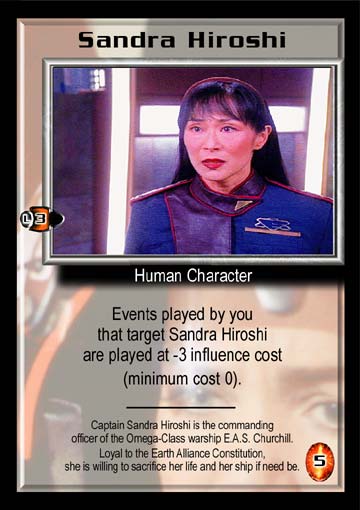 Sandra Hiroshi
L 3
Human Character
Events played by you
that target Sandra Hiroshi
are played at -3 influence cost
(minimum cost 0).
Captain Sandra Hiroshi is the commanding
officer of the Omega-Class warship E.A.S. Churchill.
Loyal to the Earth Alliance Constitution,
she is willing to sacrifice her life and her ship if need be.
5